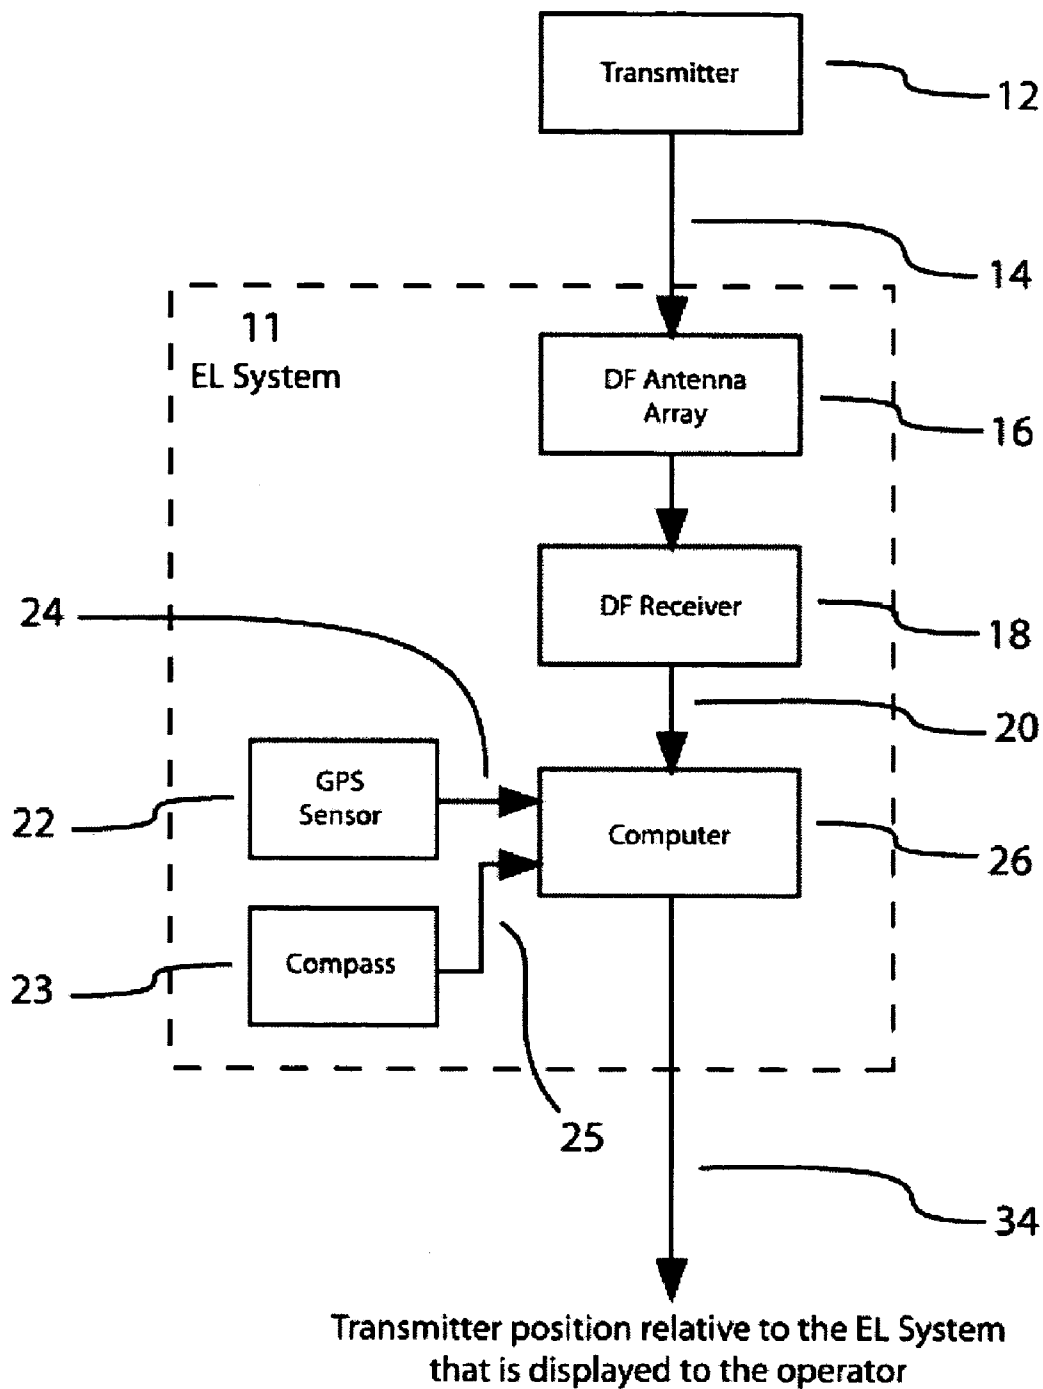 Transmitter
12
14
11
EL System
DF Antenna
Array
16
DF Receiver
18
24
20
GPS
Sensor
22
Computer
26
Compass
23
25
34
Transmitter position relative to the EL System
that is displayed to the operator